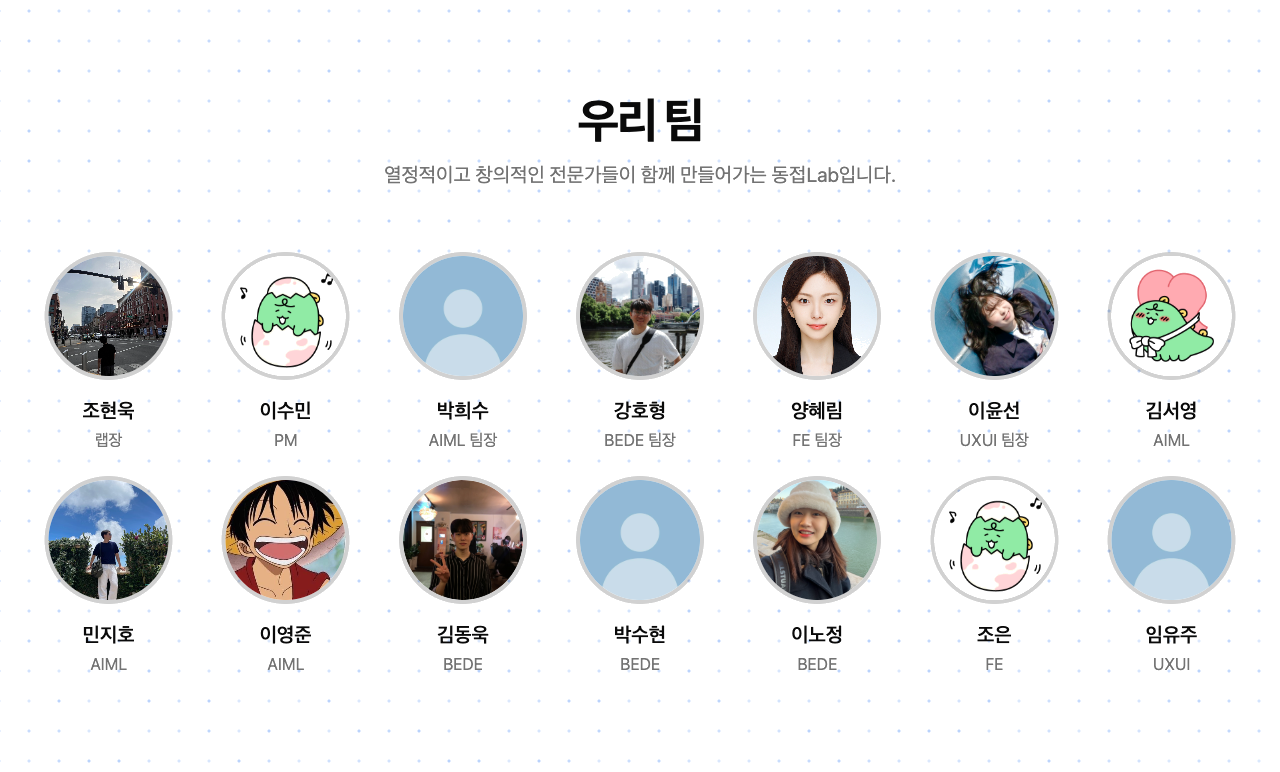 우리 팀
열정적이고 창의적인 전문가들이 함께 만들어가는 동접Lab입니다.
조현욱
랩장
이수민
PM
박희수
AIML 팀장
강호형
BEDE 팀장
양혜림
FE 팀장
이윤선
UXUI 팀장
김서영
AIML
민지호
AIML
이영준
AIML
김동욱
BEDE
박수현
BEDE
이노정
BEDE
조은
FE
임유주
UXUI